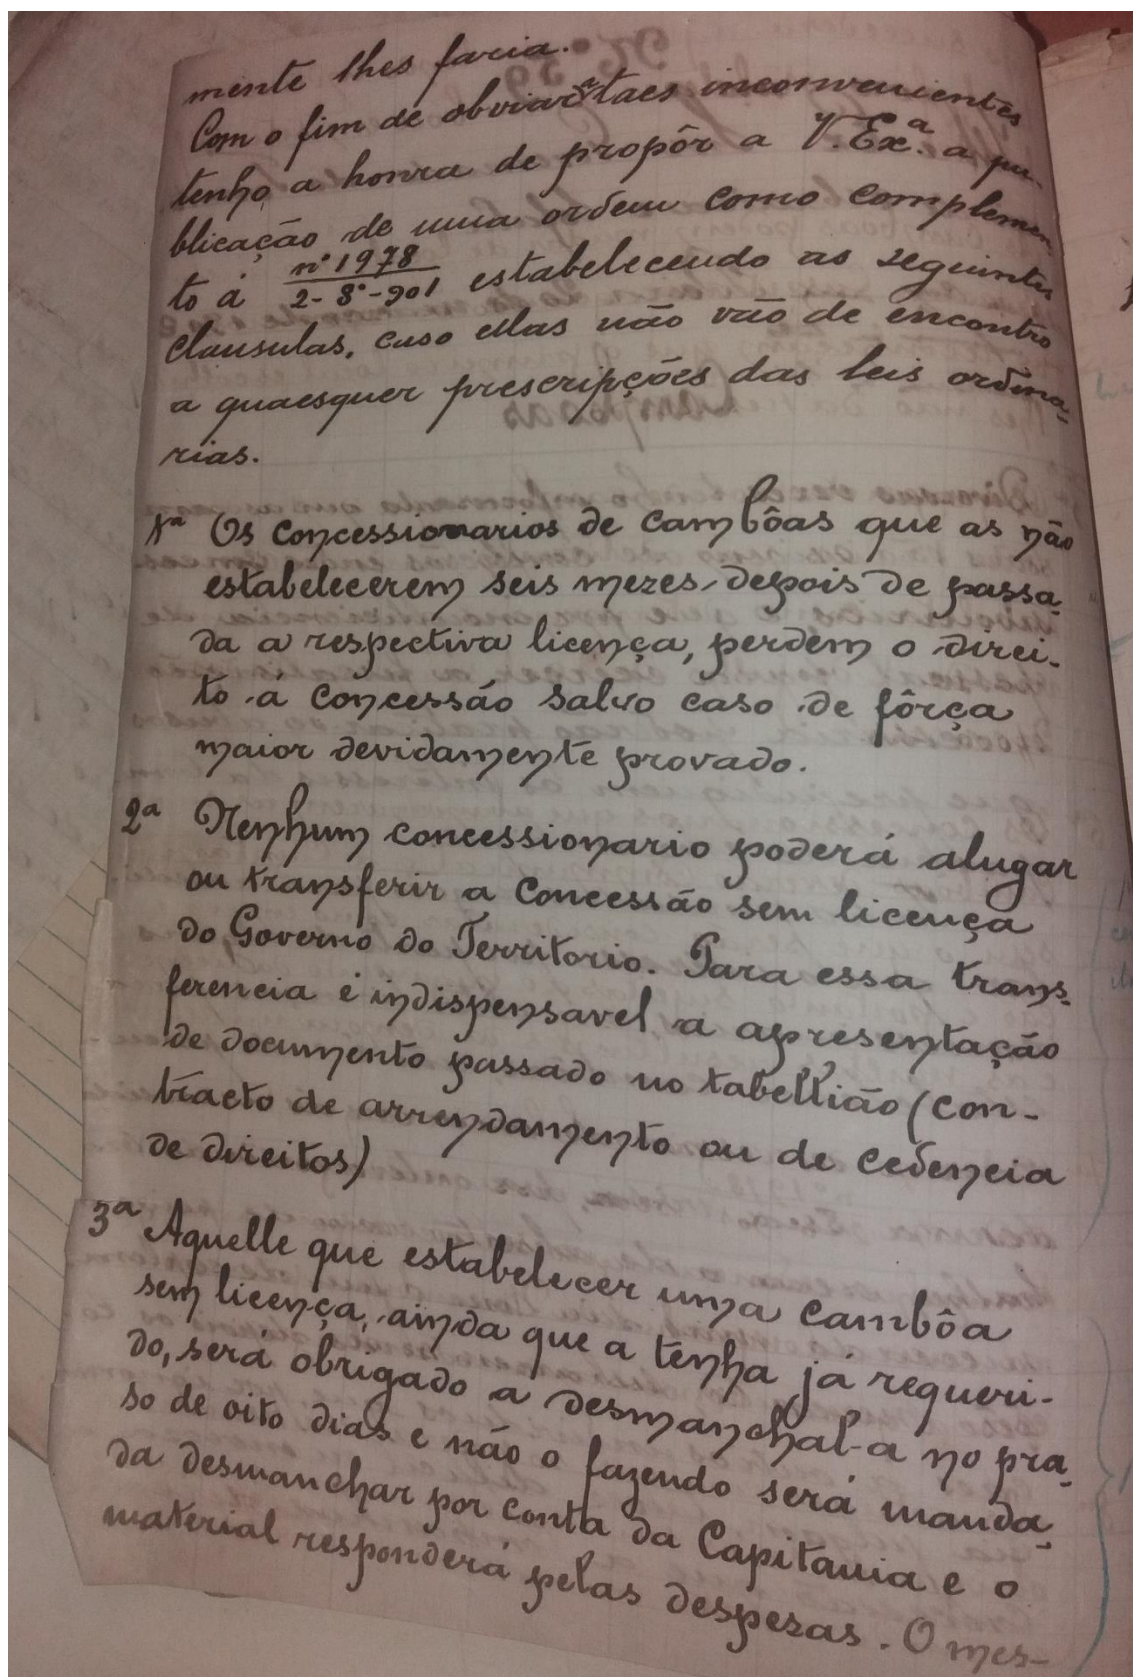 mente lhes faria.
Com o fim de obviar a taes inconvenientes
tenho a honra de propôr a V. Ex.ª a pu-
blicação de uma ordem como complemen-
to á nº 1978 / 2-8º-901 estabelecendo as seguintes
clausulas, caso ellas não vão de encontro
a quaesquer prescripções das leis ordina-
rias.
1ª Os concessionarios de cambôas que as não
estabelecerem seis mezes depois de passa-
da a respectiva licença, perdem o direi-
to á concessão salvo caso de fôrça
maior devidamente provado.
2ª Nenhum concessionario poderá alugar
ou transferir a concessão sem licença
do Governo do Territorio. Para essa trans-
ferencia é indispensavel a apresentação
de documento passado no tabellião (con-
tracto de arrendamento ou de cedencia
de direitos)
3ª Aquelle que estabelecer uma cambôa
sem licença, ainda que a tenha já requeri-
do, será obrigado a desmanchal-a no pra-
so de oito dias e não o fazendo será manda-
da desmanchar por conta da Capitania e o
material responderá pelas despezas. O mes-